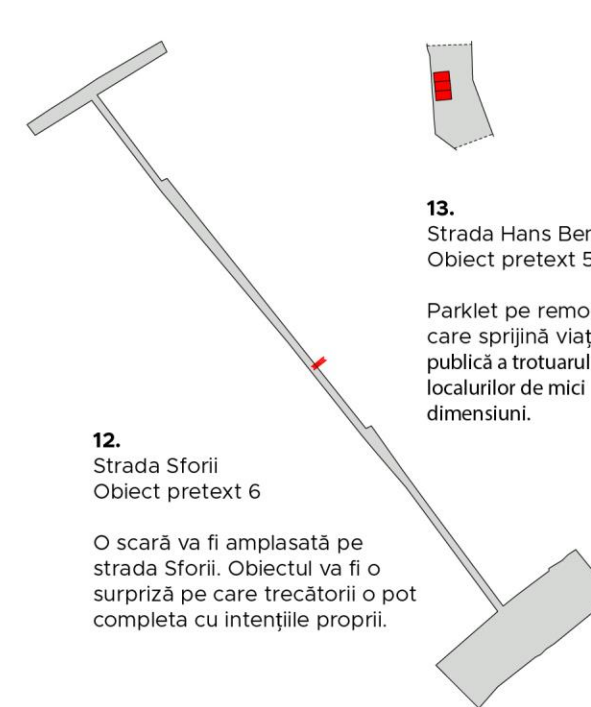 13.
Strada Hans Ber
Obiect pretext 5
Parklet pe remo
care sprijină viaț
publică a trotuarul
localurilor de mici
dimensiuni.
12.
Strada Sforii
Obiect pretext 6
O scară va fi amplasată pe
strada Sforii. Obiectul va fi o
surpriză pe care trecătorii o pot
completa cu intențiile proprii.